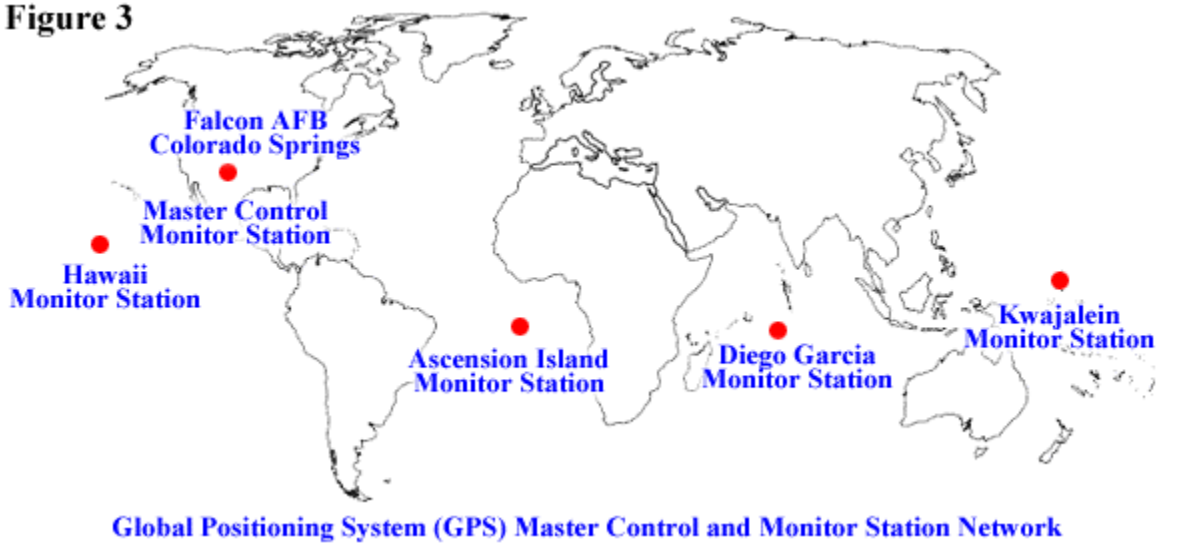 Figure 3
Falcon AFB
Colorado Springs
Master Control
Monitor Station
Hawaii
Monitor Station
Ascension Island
Monitor Station
Diego Garcia
Monitor Station
Kwajalein
Monitor Station
Global Positioning System (GPS) Master Control and Monitor Station Network